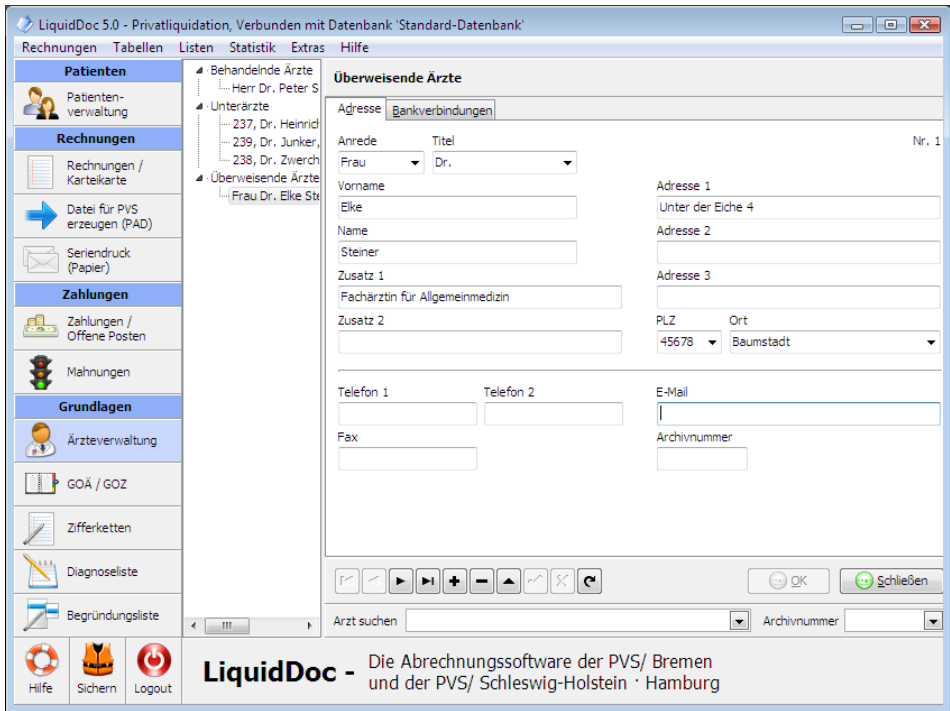 LiquidDoc 5.0 - Privatliquidation, Verbunden mit Datenbank 'Standard-Datenbank'
Rechnungen Tabellen Listen Statistik Extras Hilfe
Patienten
Patienten-
verwaltung
Rechnungen
Rechnungen /
Karteikarte
Datei für PVS
erzeugen (PAD)
Seriendruck
(Papier)
Zahlungen
Zahlungen /
Offene Posten
Mahnungen
Grundlagen
Ärzteverwaltung
GOÄ / GOZ
Zifferketten
Diagnoseliste
Begründungsliste
Behandelnde Ärzte
Herr Dr. Peter S
Unterärzte
237, Dr. Heinrich
239, Dr. Junker,
238, Dr. Zwerch
Überweisende Ärzte
Frau Dr. Elke Ste
Überweisende Ärzte
Adresse Bankverbindungen
Anrede Titel Nr. 1
Frau Dr.
Vorname Adresse 1
Elke Unter der Eiche 4
Name Adresse 2
Steiner
Zusatz 1 Adresse 3
Fachärztin für Allgemeinmedizin
Zusatz 2 PLZ Ort
45678 Baumstadt
Telefon 1 Telefon 2 E-Mail
Fax Archivnummer
OK Schließen
Arzt suchen Archivnummer
Hilfe Sichern Logout
LiquidDoc - Die Abrechnungssoftware der PVS/ Bremen
und der PVS/ Schleswig-Holstein · Hamburg